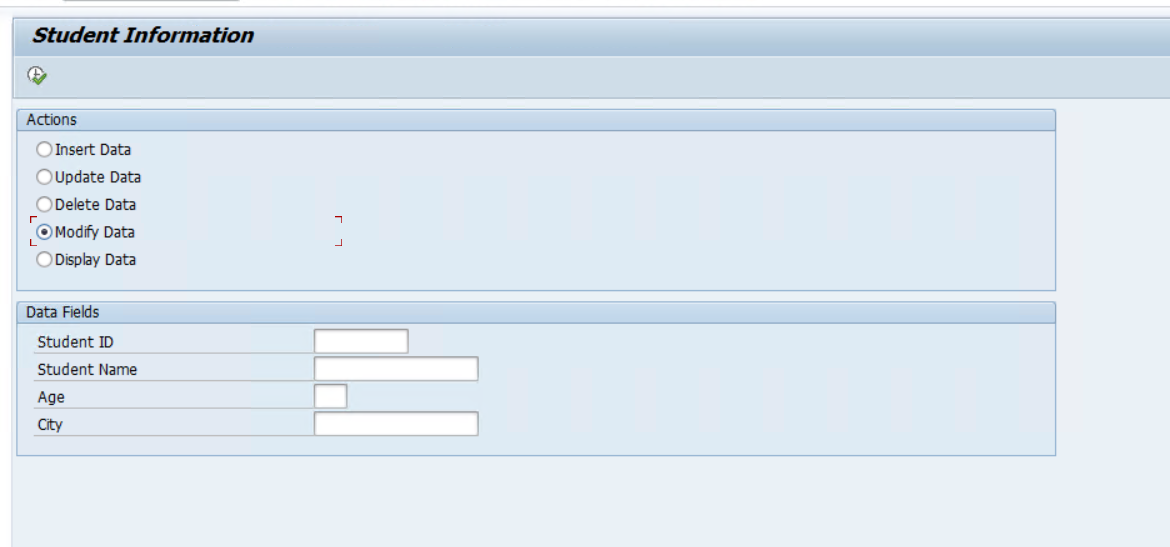 Student Information
Actions
Insert Data
Update Data
Delete Data
Modify Data
Display Data
Data Fields
Student ID
Student Name
Age
City